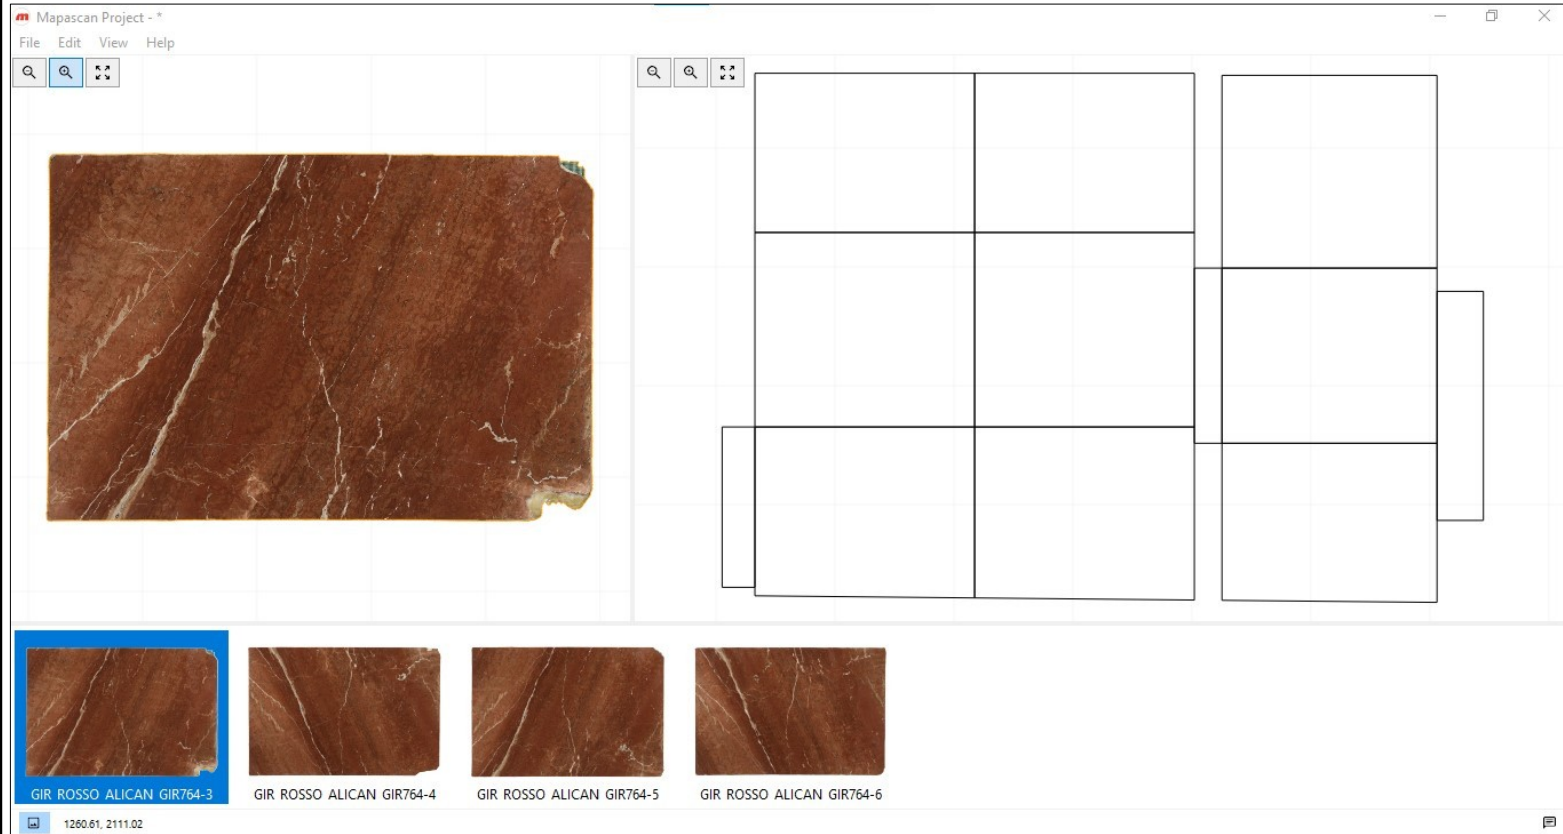 Mapascan Project - *
File Edit View Help
GIR ROSSO ALICAN GIR764-3
GIR ROSSO ALICAN GIR764-4
GIR ROSSO ALICAN GIR764-5
GIR ROSSO ALICAN GIR764-6
1260.61, 2111.02